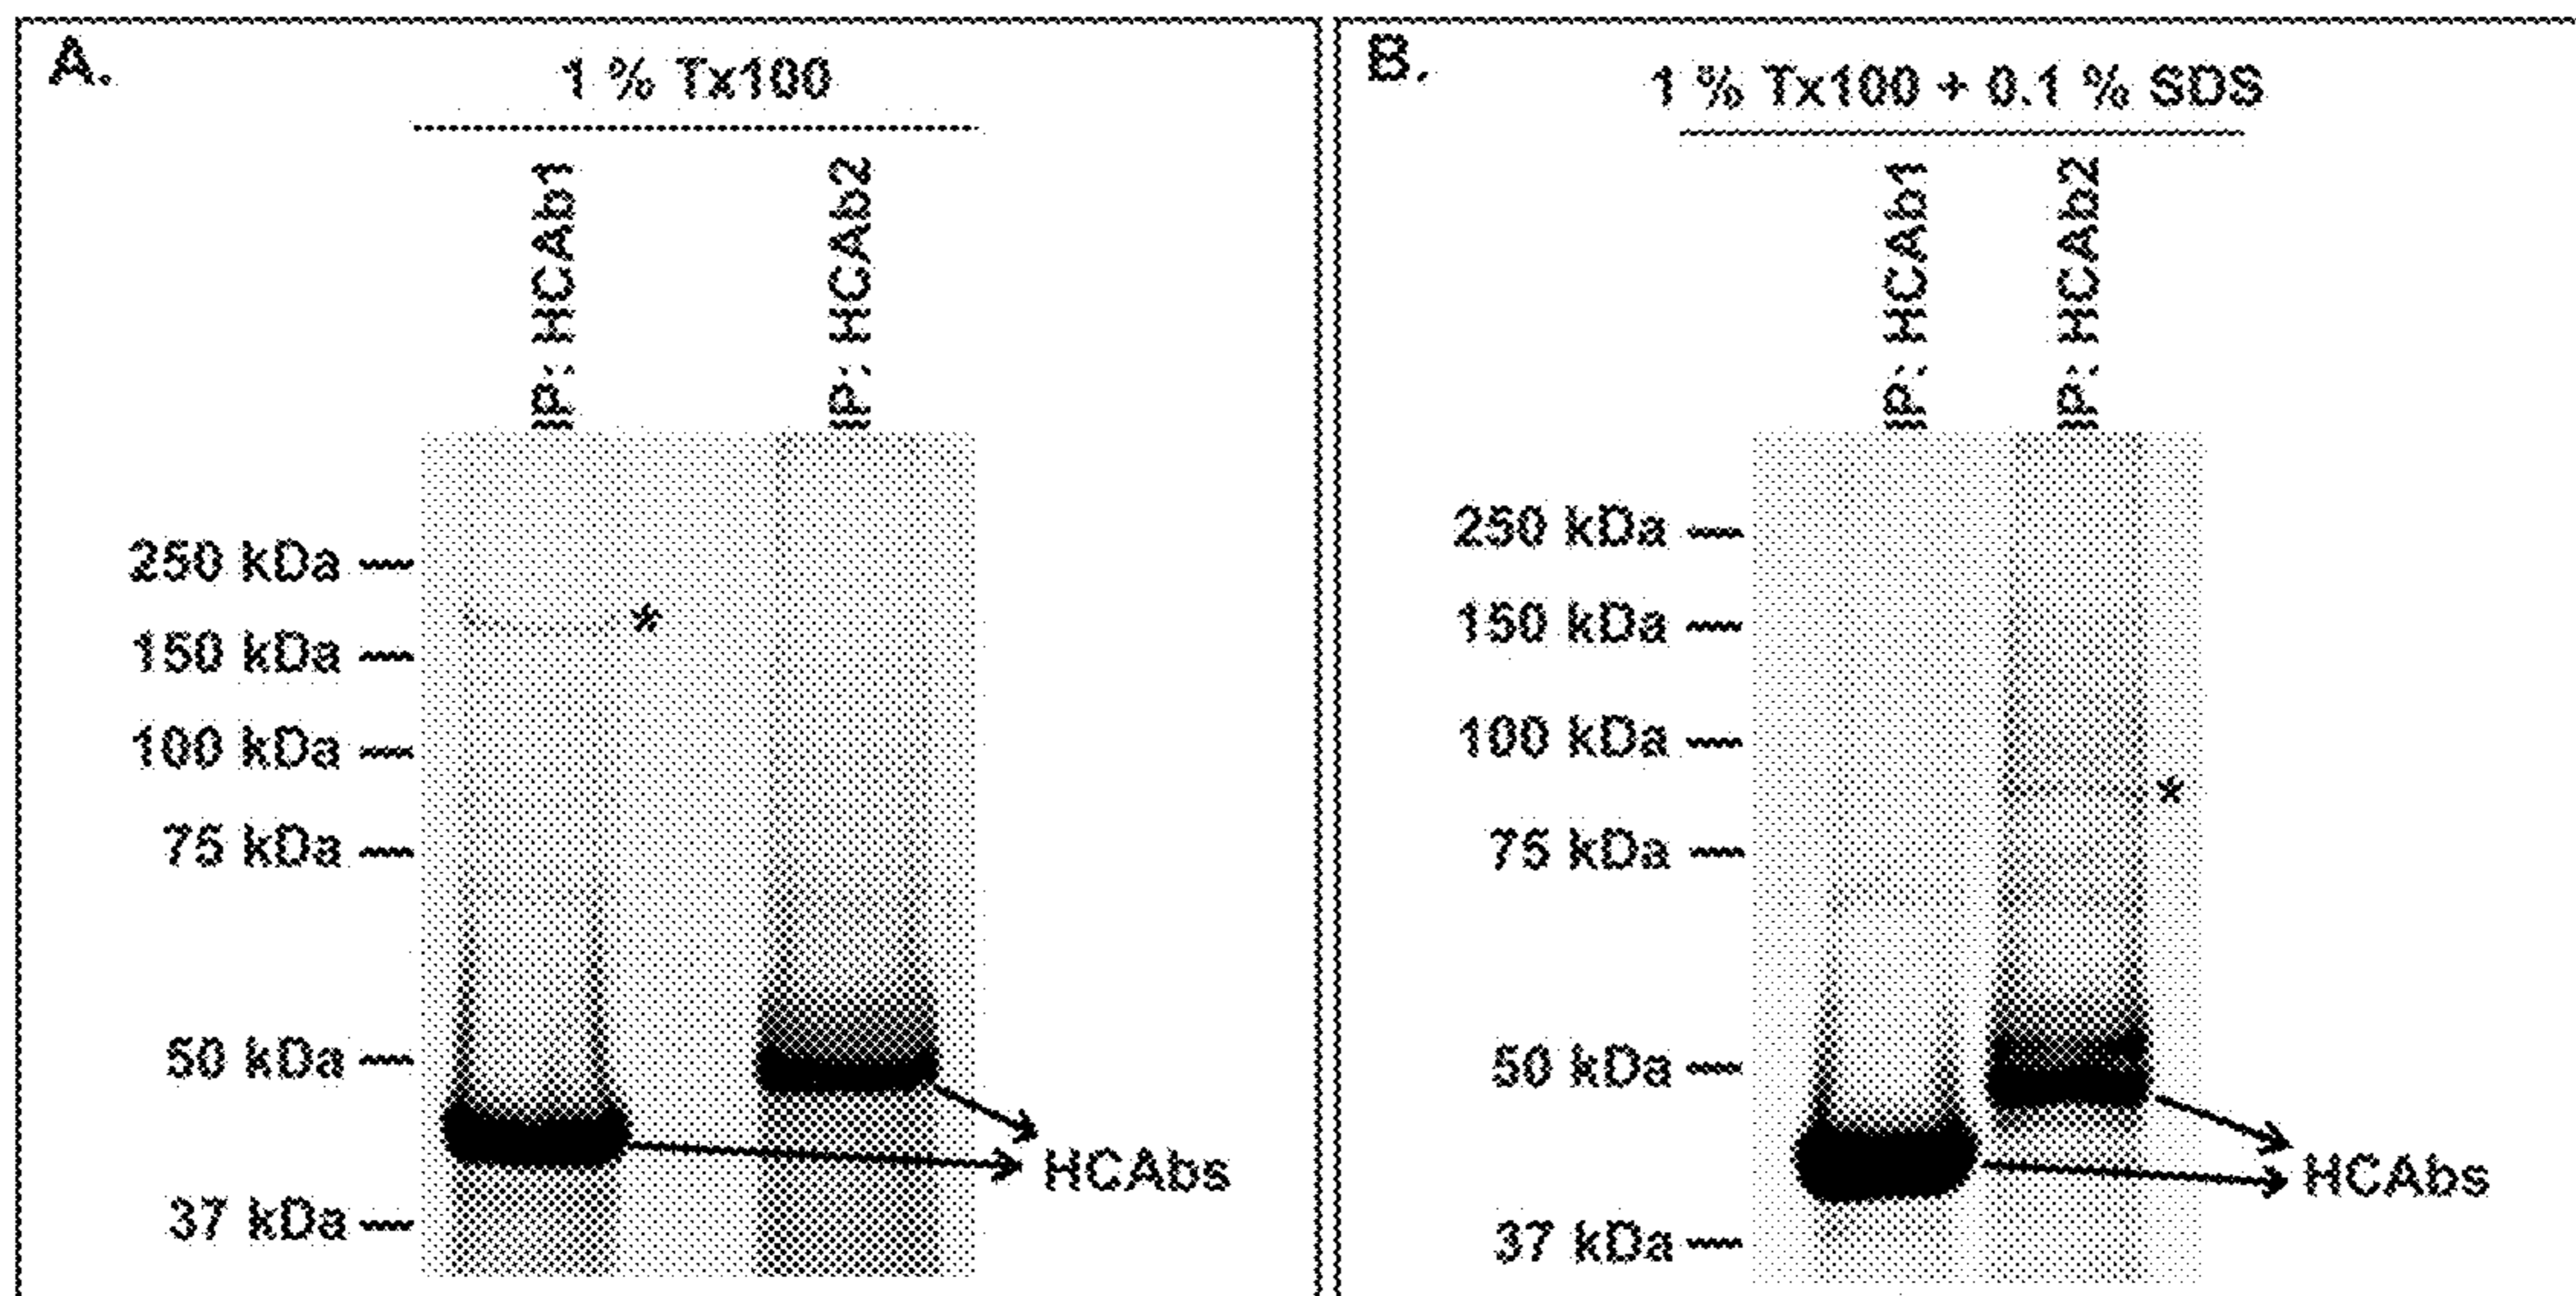 A.
1 % Tx100
IP: HCAb1
IP: HCAb2
250 kDa
*
150 kDa
100 kDa
75 kDa
50 kDa
HCAbs
37 kDa
B.
1 % Tx100 + 0.1 % SDS
IP: HCAb1
IP: HCAb2
250 kDa
150 kDa
100 kDa
*
75 kDa
50 kDa
HCAbs
37 kDa